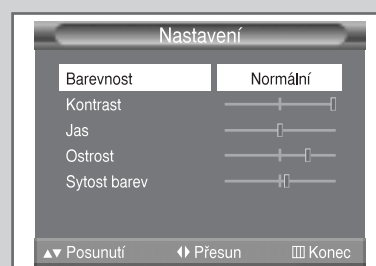 Nastavení
Barevnost Normální
Kontrast
Jas
Ostrost
Sytost barev
▲▼ Posunutí ◀▶ Přesun Konec